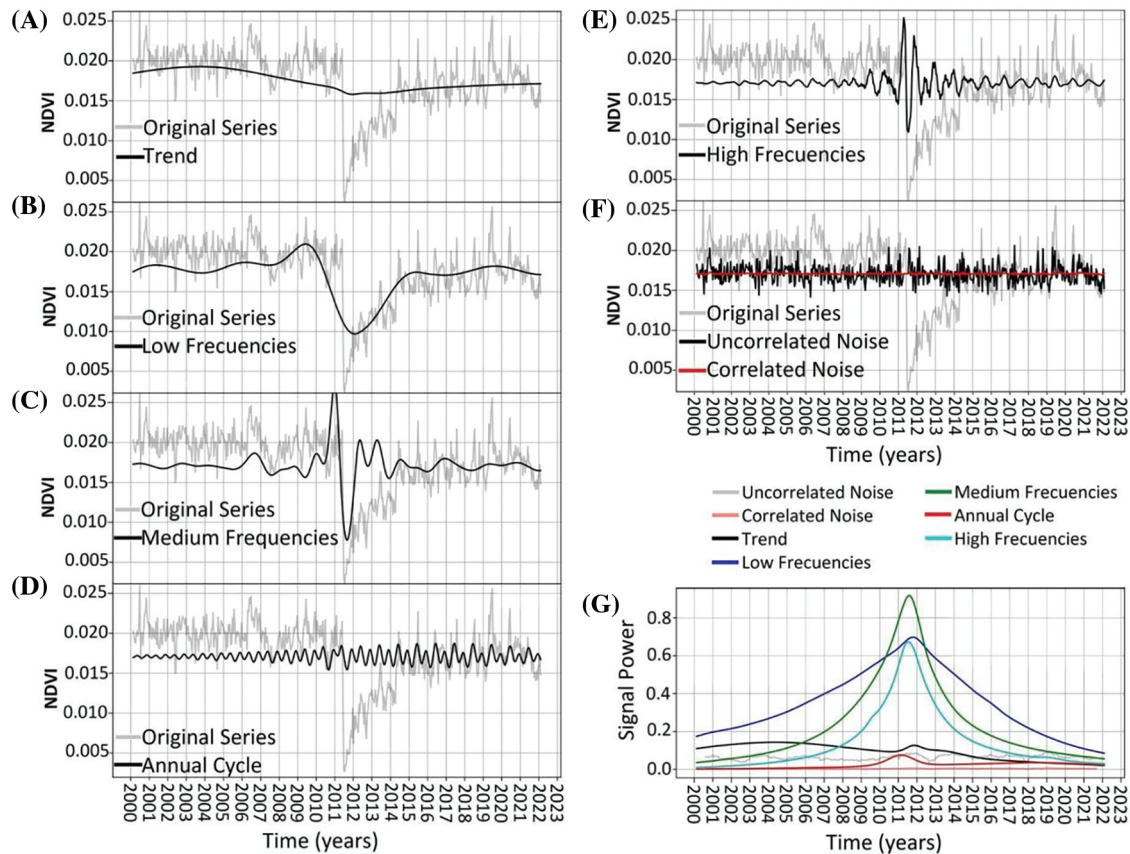 (A)
NDVI
0.025
0.020
0.015
0.010
0.005
Original Series
Trend
(B)
NDVI
0.025
0.020
0.015
0.010
0.005
Original Series
Low Frecuencies
(C)
NDVI
0.025
0.020
0.015
0.010
0.005
Original Series
Medium Frequencies
(D)
NDVI
0.025
0.020
0.015
0.010
0.005
Original Series
Annual Cycle
2000 2001 2002 2003 2004 2005 2006 2007 2008 2009 2010 2011 2012 2013 2014 2015 2016 2017 2018 2019 2020 2021 2022 2023
Time (years)
(E)
NDVI
0.025
0.020
0.015
0.010
0.005
Original Series
High Frecuencies
(F)
NDVI
0.025
0.020
0.015
0.010
0.005
Original Series
Uncorrelated Noise
Correlated Noise
2000 2001 2002 2003 2004 2005 2006 2007 2008 2009 2010 2011 2012 2013 2014 2015 2016 2017 2018 2019 2020 2021 2022 2023
Time (years)
Uncorrelated Noise
Correlated Noise
Trend
Low Frecuencies
Medium Frecuencies
Annual Cycle
High Frecuencies
(G)
Signal Power
0.8
0.6
0.4
0.2
0.0
2000 2001 2002 2003 2004 2005 2006 2007 2008 2009 2010 2011 2012 2013 2014 2015 2016 2017 2018 2019 2020 2021 2022 2023
Time (years)